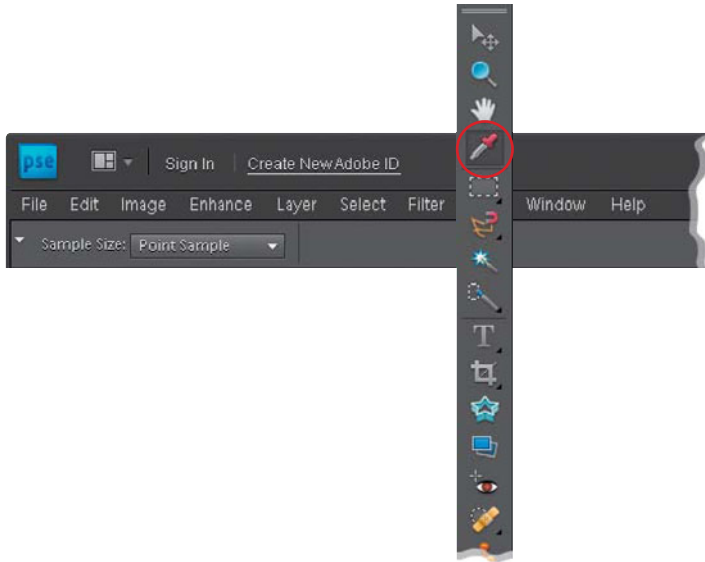 pse Sign In Create New Adobe ID
File Edit Image Enhance Layer Select Filter Window Help
Sample Size: Point Sample
T